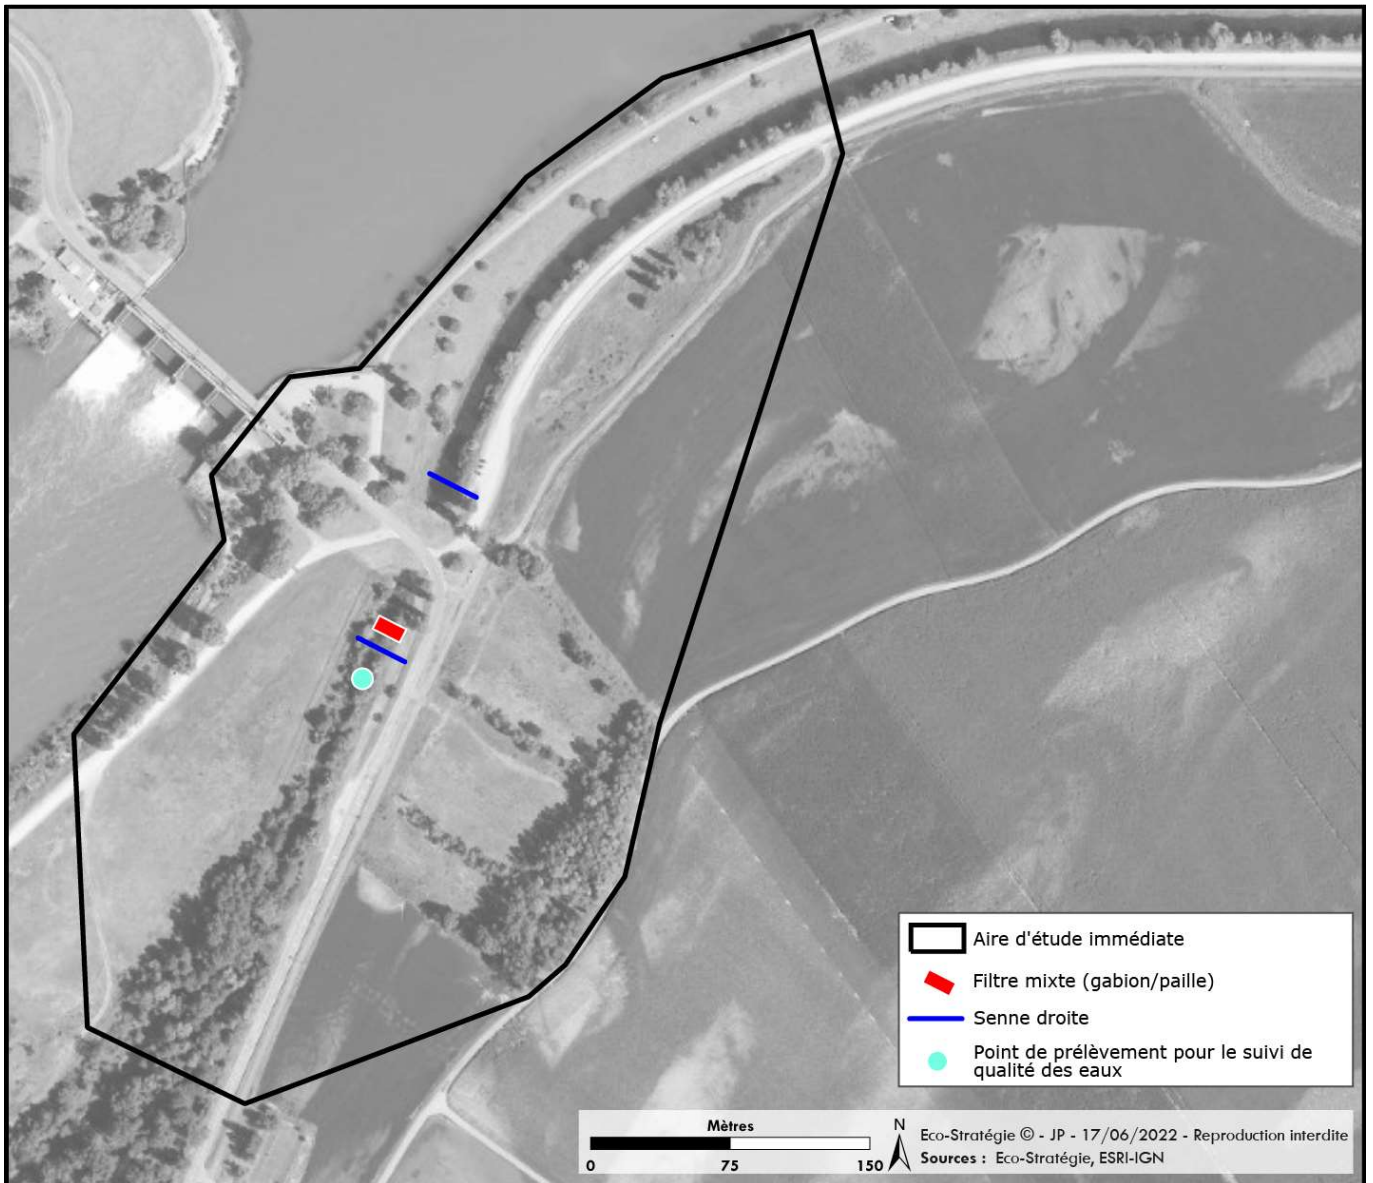 Aire d'étude immédiate
Filtre mixte (gabion/paille)
Senne droite
Point de prélèvement pour le suivi de
qualité des eaux
Mètres
0 75 150
N
Eco-Stratégie © - JP - 17/06/2022 - Reproduction interdite
Sources : Eco-Stratégie, ESRI-IGN